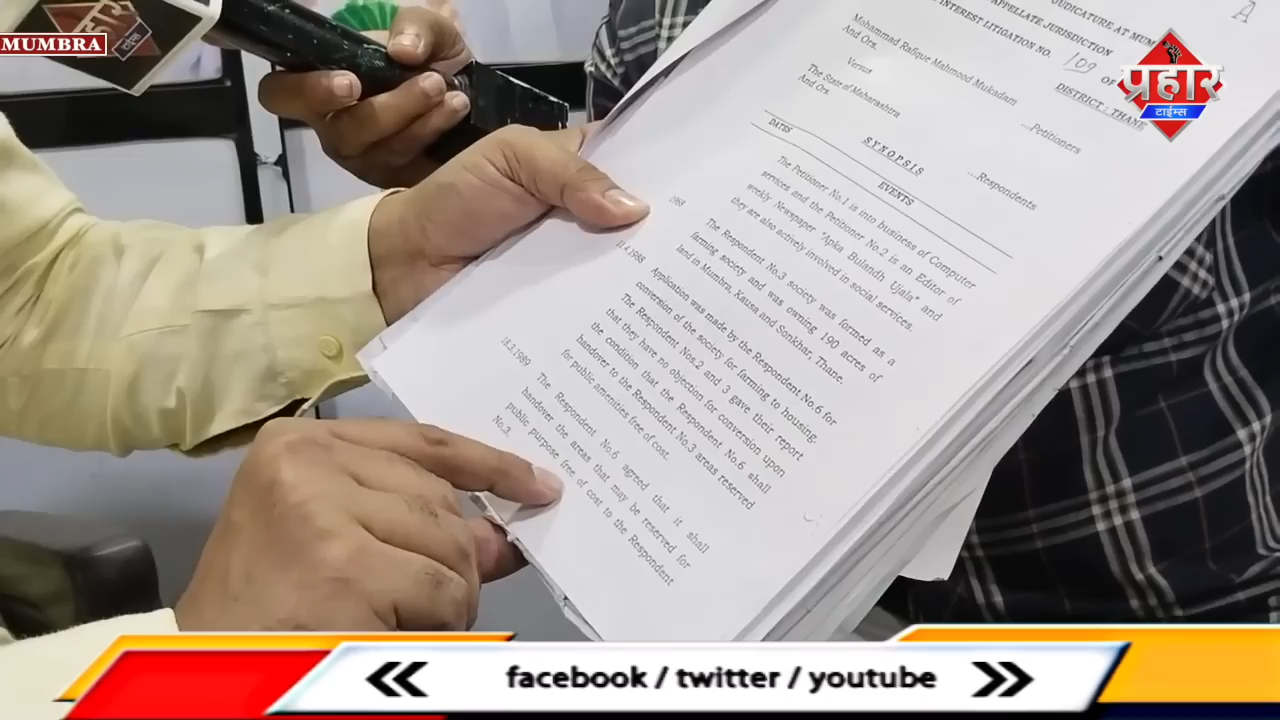 MUMBRA
प्रहार
टाईम्स
UDICATURE AT MUM
APPELLATE JURISDICTION
INTEREST LITIGATION NO. 109 OF
DISTRICT : THANE
Mohammad Rafique Mahmood Mukadam
And Ors.
...Petitioners
Versus
The State of Maharashtra
And Ors.
...Respondents
SYNOPSIS
DATES EVENTS
The Petitioner No.1 is into business of Computer
services and the Petitioner No.2 is an Editor of
weekly Newspaper "Apka Bulandh Ujala" and
they are also actively involved in social services.
1968 The Respondent No.3 society was formed as a
farming society and was owning 190 acres of
land in Mumbra, Kausa and Sonkhar, Thane.
11.4.1988 Application was made by the Respondent No.6 for
conversion of the society for farming to housing.
The Respondent Nos.2 and 3 gave their report
that they have no objection for conversion upon
the condition that the Respondent No.6 shall
handover to the Respondent No.3 areas reserved
for public amenities free of cost.
18.3.1989 The Respondent No.6 agreed that it shall
handover the areas that may be reserved for
public purpose free of cost to the Respondent
No.3.
प्रहार
टाईम्स
facebook / twitter / youtube